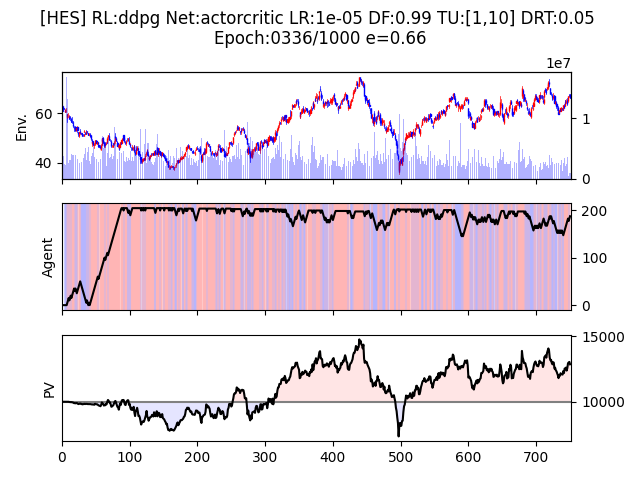 [HES] RL:ddpg Net:actorcritic LR:1e-05 DF:0.99 TU:[1,10] DRT:0.05
Epoch:0336/1000 e=0.66
1e7
Env.
60
40
1
0
Agent
200
100
0
PV
15000
10000
0 100 200 300 400 500 600 700